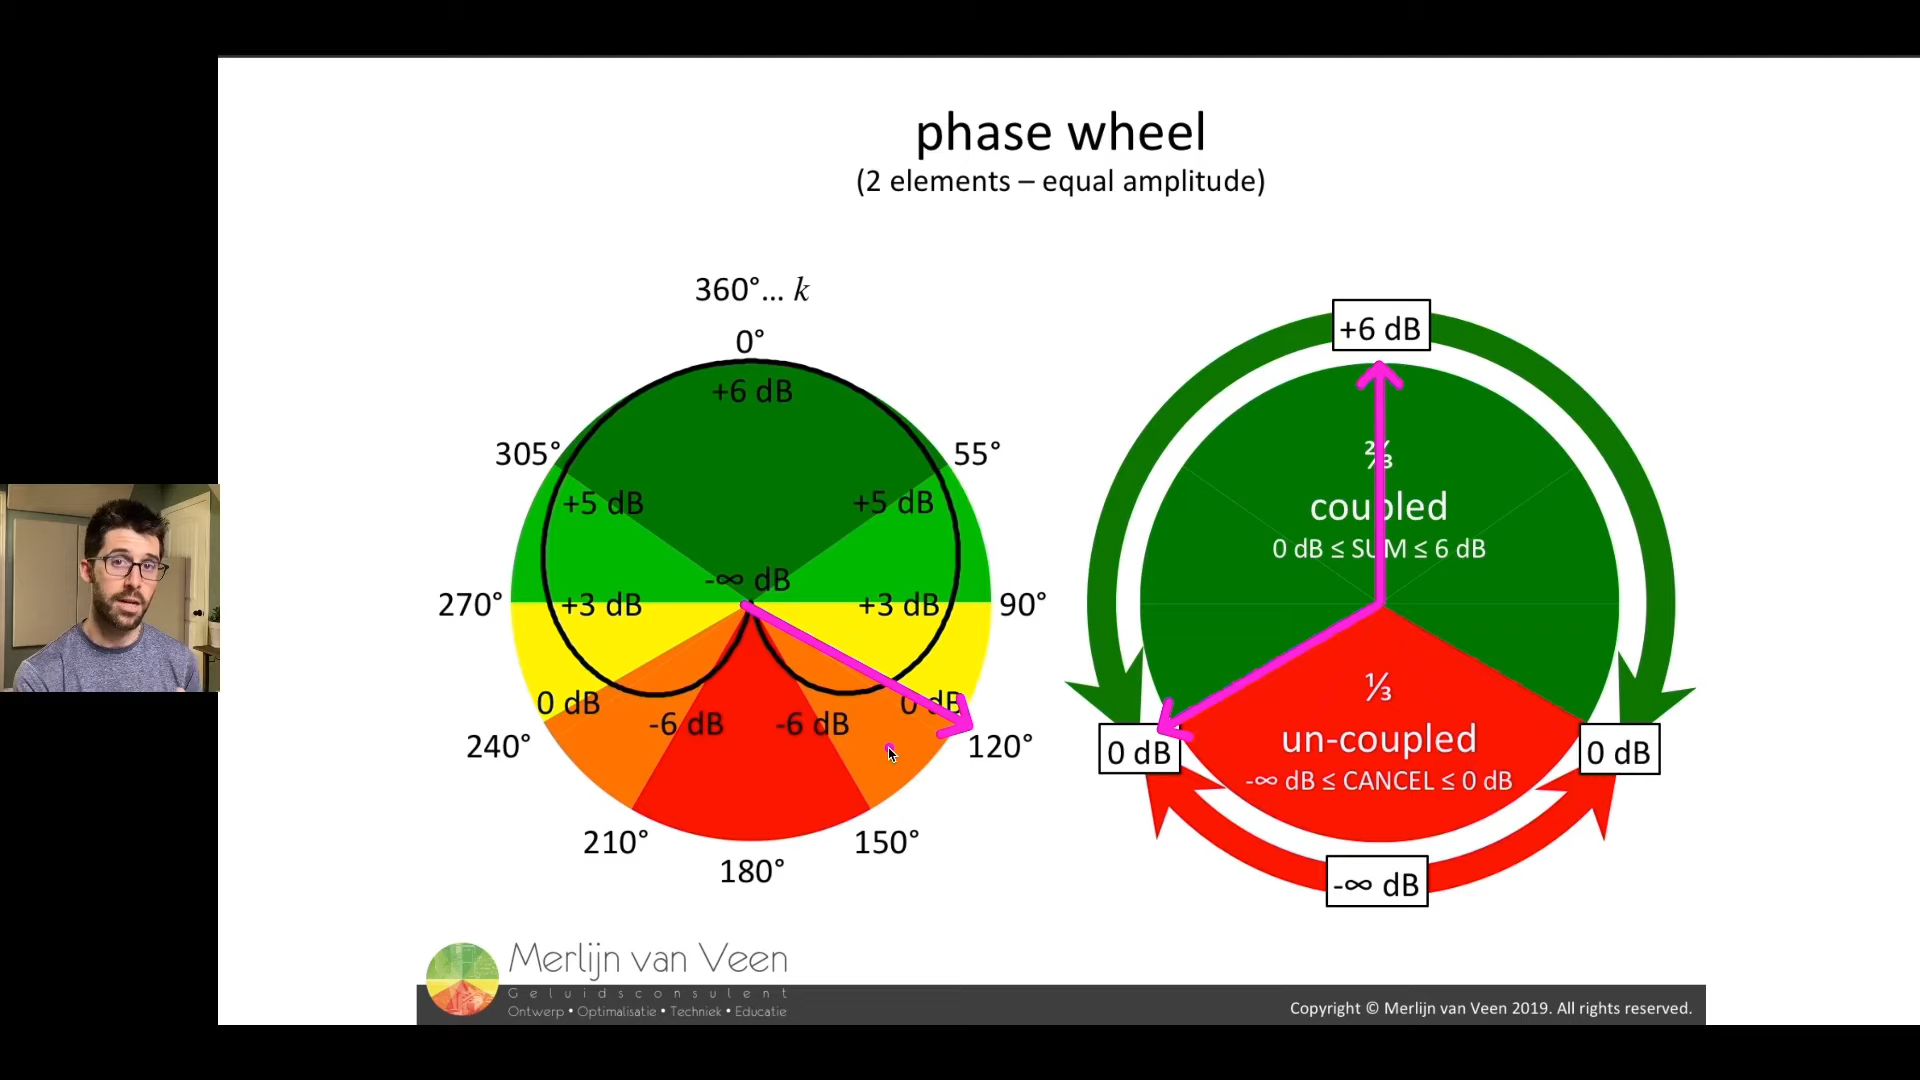 phase wheel
(2 elements – equal amplitude)
360°... k
0°
+6 dB
305°
55°
+5 dB
+5 dB
-∞ dB
270°
+3 dB
+3 dB
90°
0 dB
0 dB
-6 dB
-6 dB
240°
120°
210°
150°
180°
+6 dB
⅔
coupled
0 dB ≤ SUM ≤ 6 dB
⅓
un-coupled
-∞ dB ≤ CANCEL ≤ 0 dB
0 dB
0 dB
-∞ dB
Merlijn van Veen
Geluidsconsulent
Ontwerp • Optimalisatie • Techniek • Educatie
Copyright © Merlijn van Veen 2019. All rights reserved.